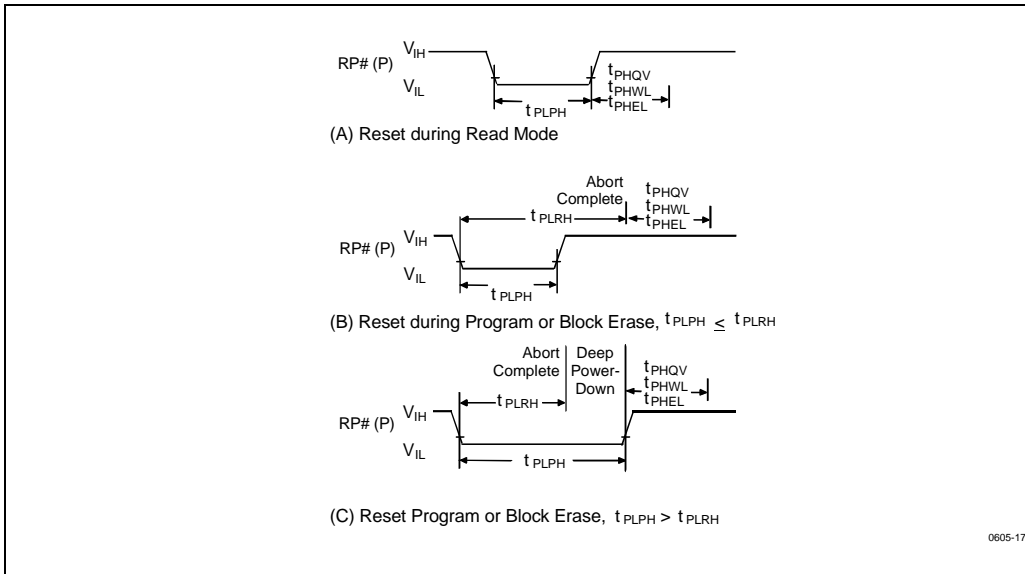 RP# (P)
VIH
VIL
tPLPH
tPHQV
tPHWL
tPHEL
(A) Reset during Read Mode
Abort
Complete
tPLRH
tPHQV
tPHWL
tPHEL
RP# (P)
VIH
VIL
tPLPH
(B) Reset during Program or Block Erase, tPLPH ≤ tPLRH
Abort
Complete
Deep
Power-
Down
tPLRH
tPHQV
tPHWL
tPHEL
RP# (P)
VIH
VIL
tPLPH
(C) Reset Program or Block Erase, tPLPH > tPLRH
0605-17